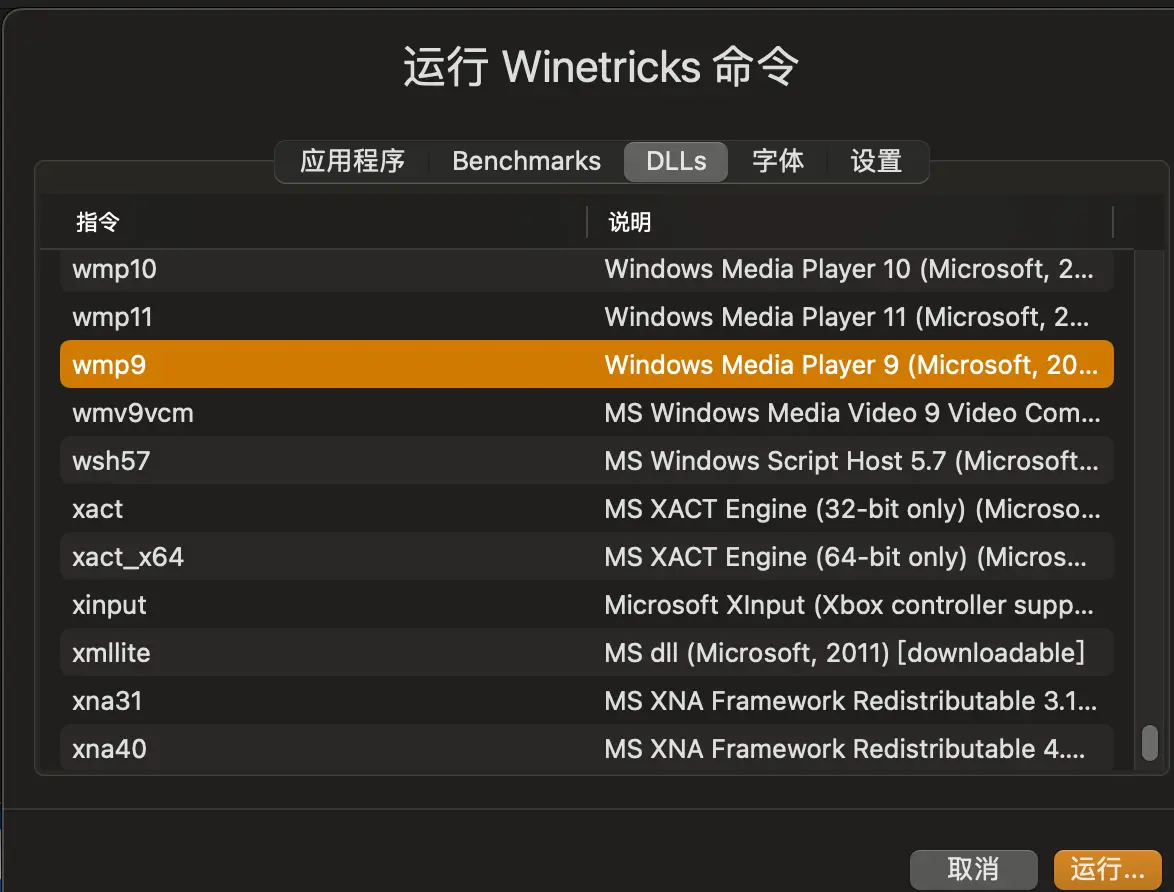 运行 Winetricks 命令
应用程序 Benchmarks DLLs 字体 设置
指令 说明
wmp10 Windows Media Player 10 (Microsoft, 2...
wmp11 Windows Media Player 11 (Microsoft, 2...
wmp9 Windows Media Player 9 (Microsoft, 20...
wmv9vcm MS Windows Media Video 9 Video Com...
wsh57 MS Windows Script Host 5.7 (Microsoft...
xact MS XACT Engine (32-bit only) (Microso...
xact_x64 MS XACT Engine (64-bit only) (Micros...
xinput Microsoft XInput (Xbox controller supp...
xmllite MS dll (Microsoft, 2011) [downloadable]
xna31 MS XNA Framework Redistributable 3.1...
xna40 MS XNA Framework Redistributable 4....
取消 运行...